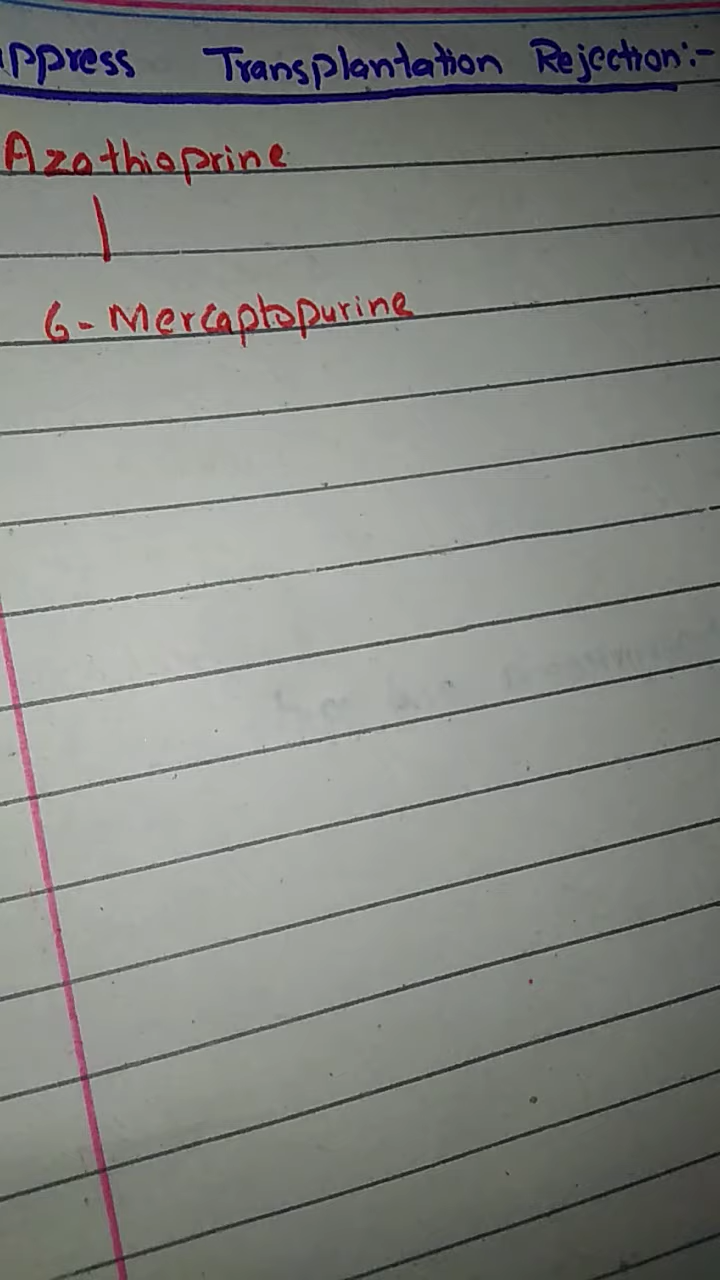 ppress Transplantation Rejection:-
Azathioprine
6-Mercaptopurine